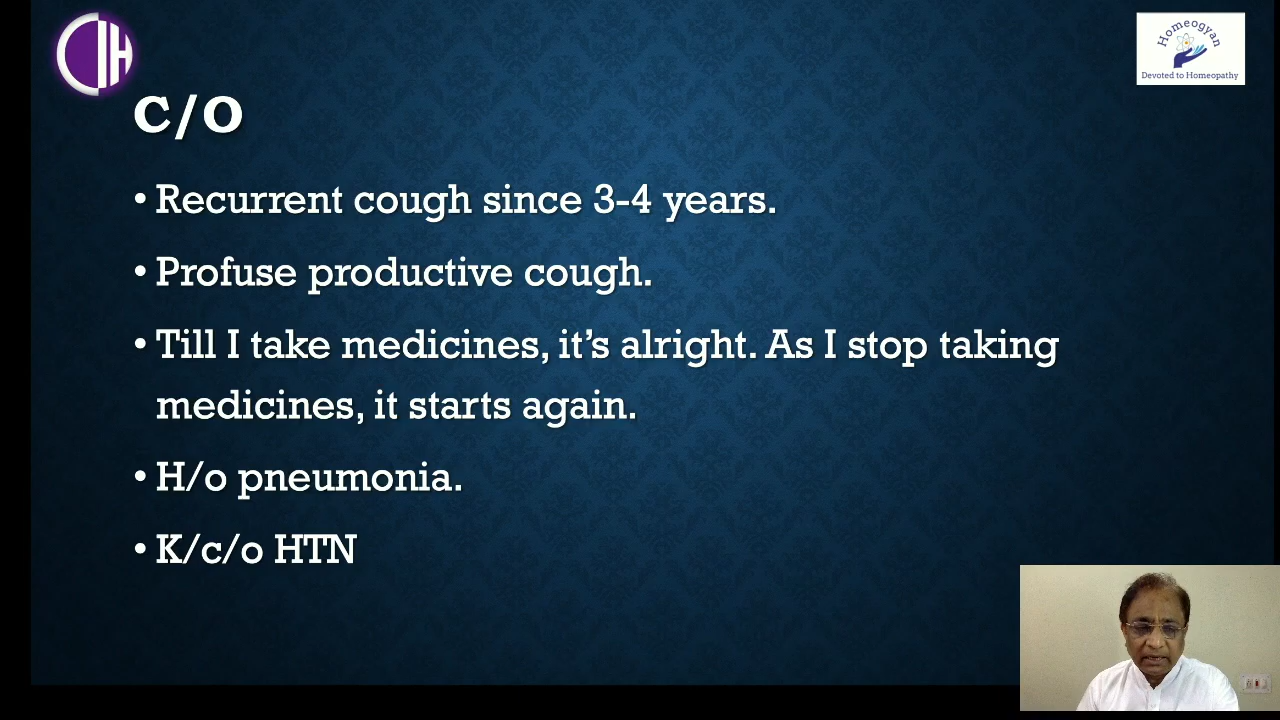 Homeogyan
Devoted to Homeopathy
C/O
• Recurrent cough since 3-4 years.
• Profuse productive cough.
• Till I take medicines, it's alright. As I stop taking
medicines, it starts again.
• H/o pneumonia.
• K/c/o HTN